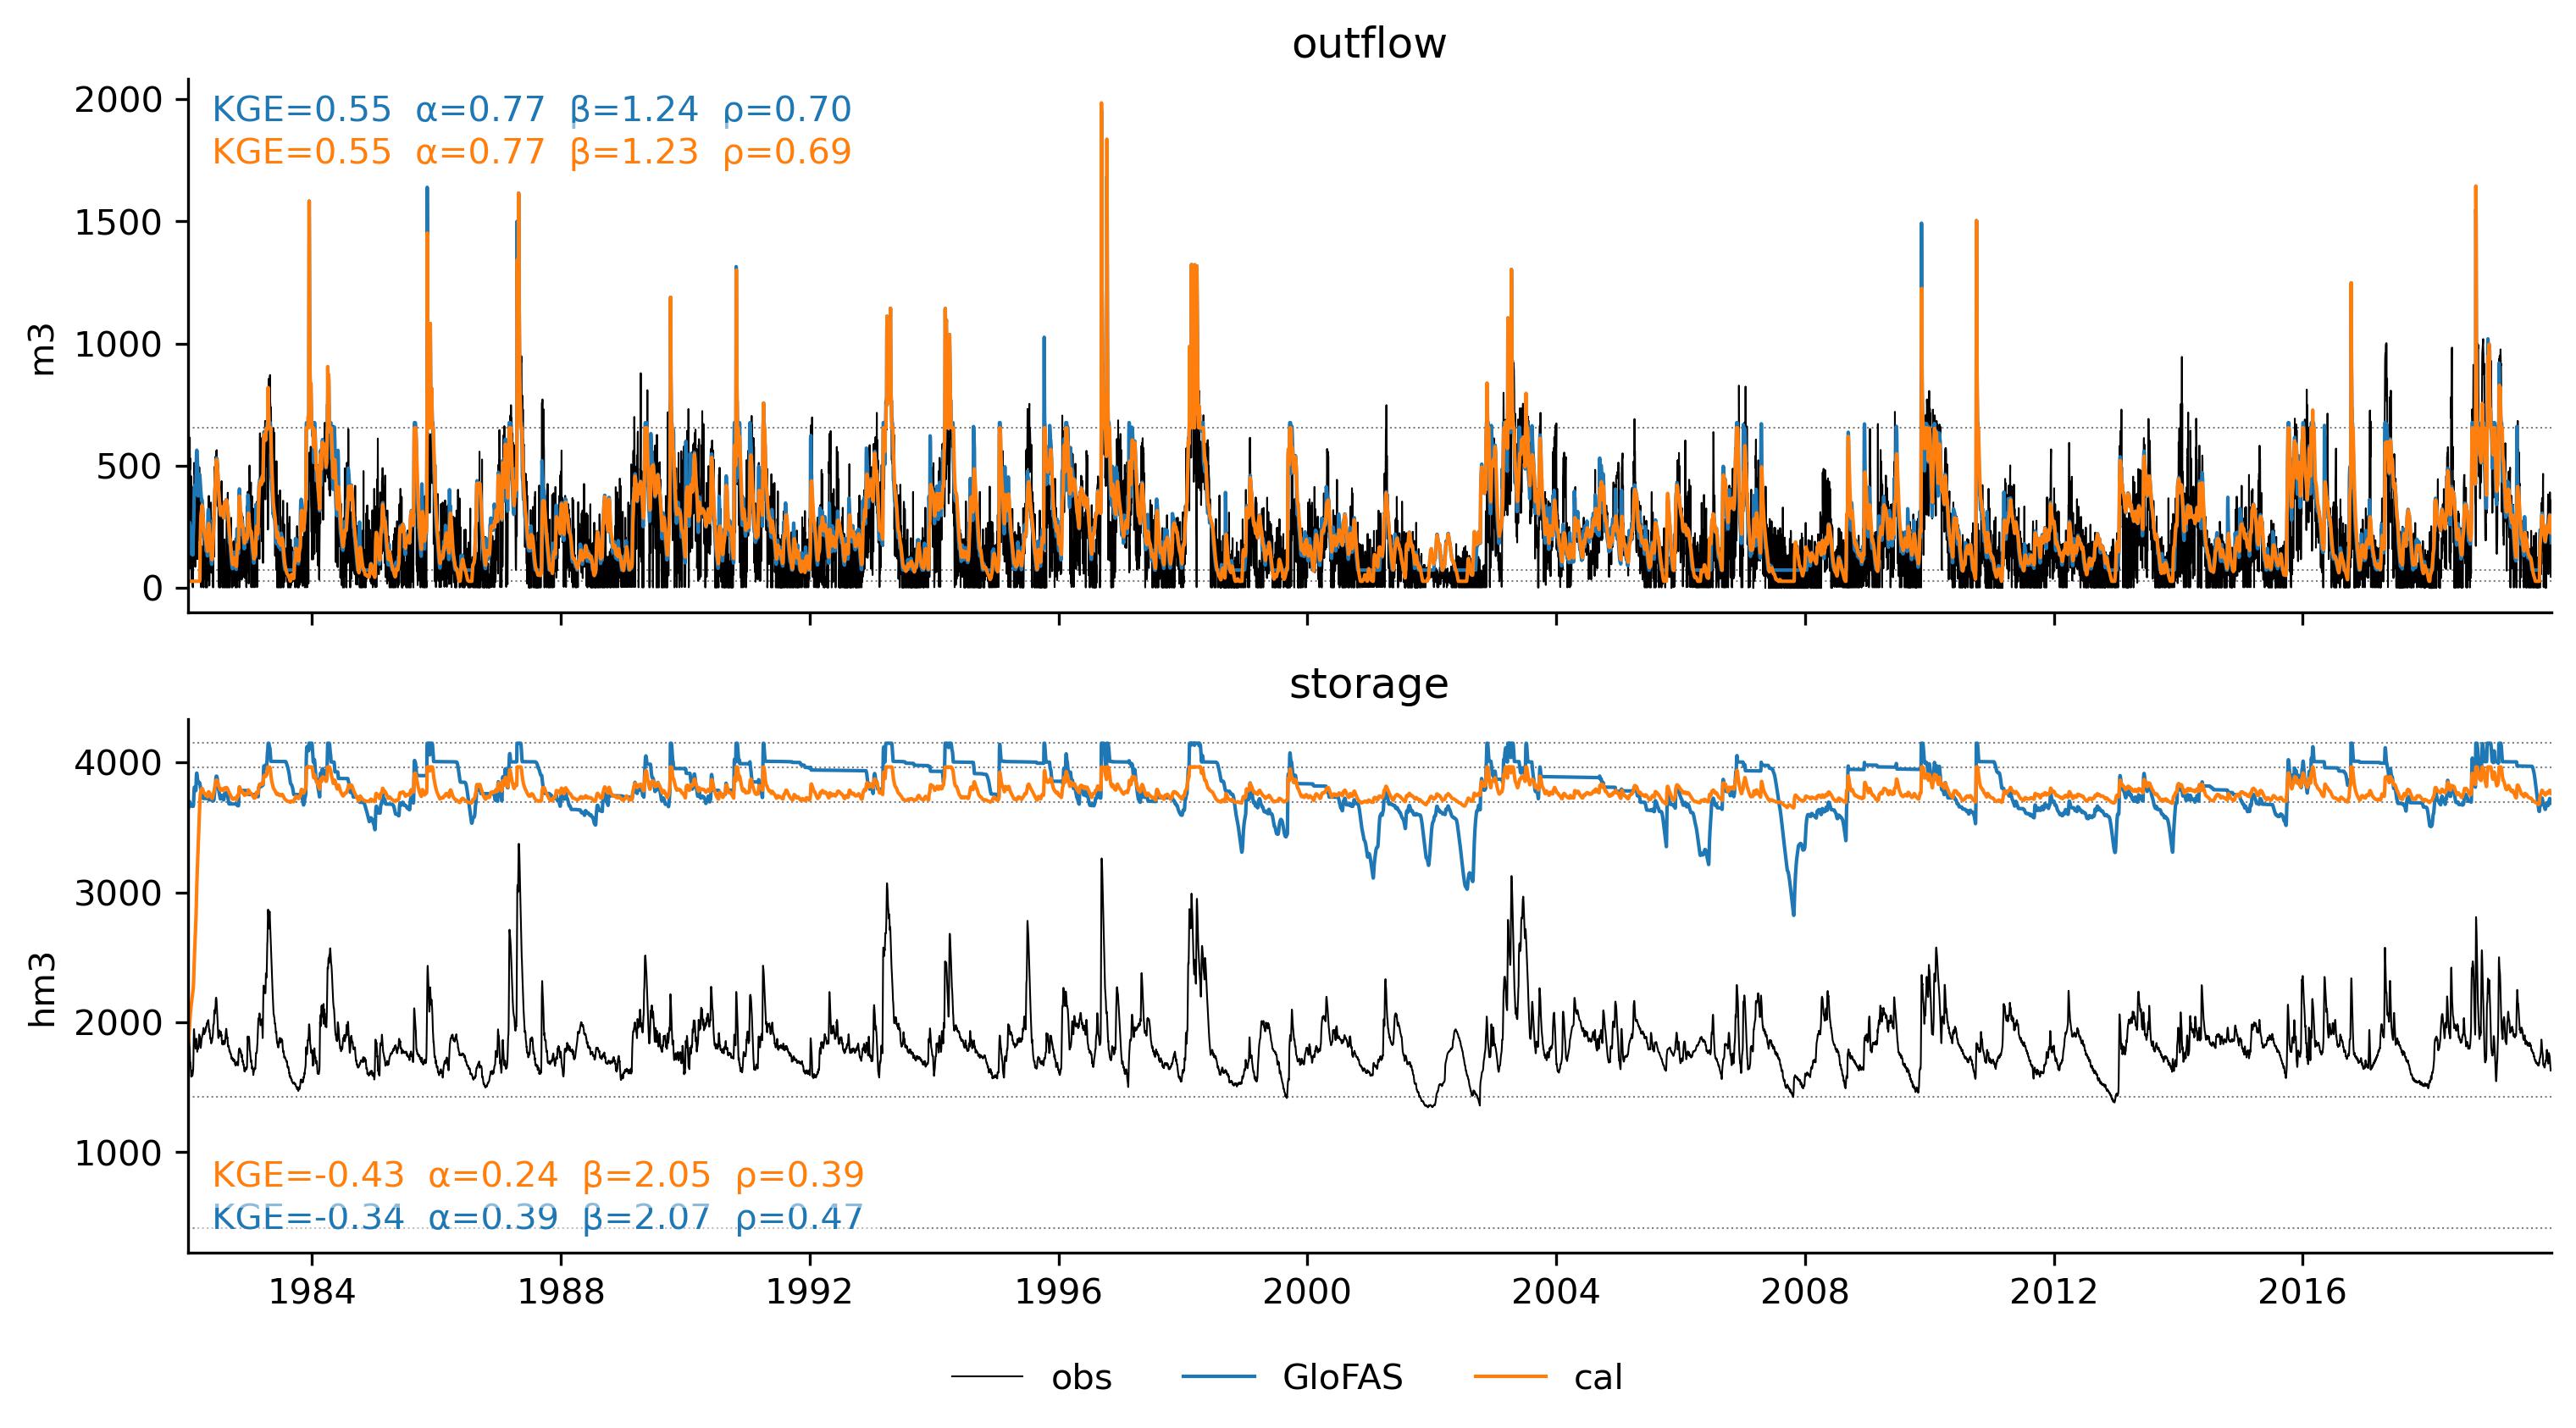 outflow
2000
1500
1000
500
0
m3
KGE=0.55 α=0.77 β=1.24 ρ=0.70
KGE=0.55 α=0.77 β=1.23 ρ=0.69
storage
4000
3000
2000
1000
hm3
KGE=-0.43 α=0.24 β=2.05 ρ=0.39
KGE=-0.34 α=0.39 β=2.07 ρ=0.47
1984 1988 1992 1996 2000 2004 2008 2012 2016
obs GloFAS cal